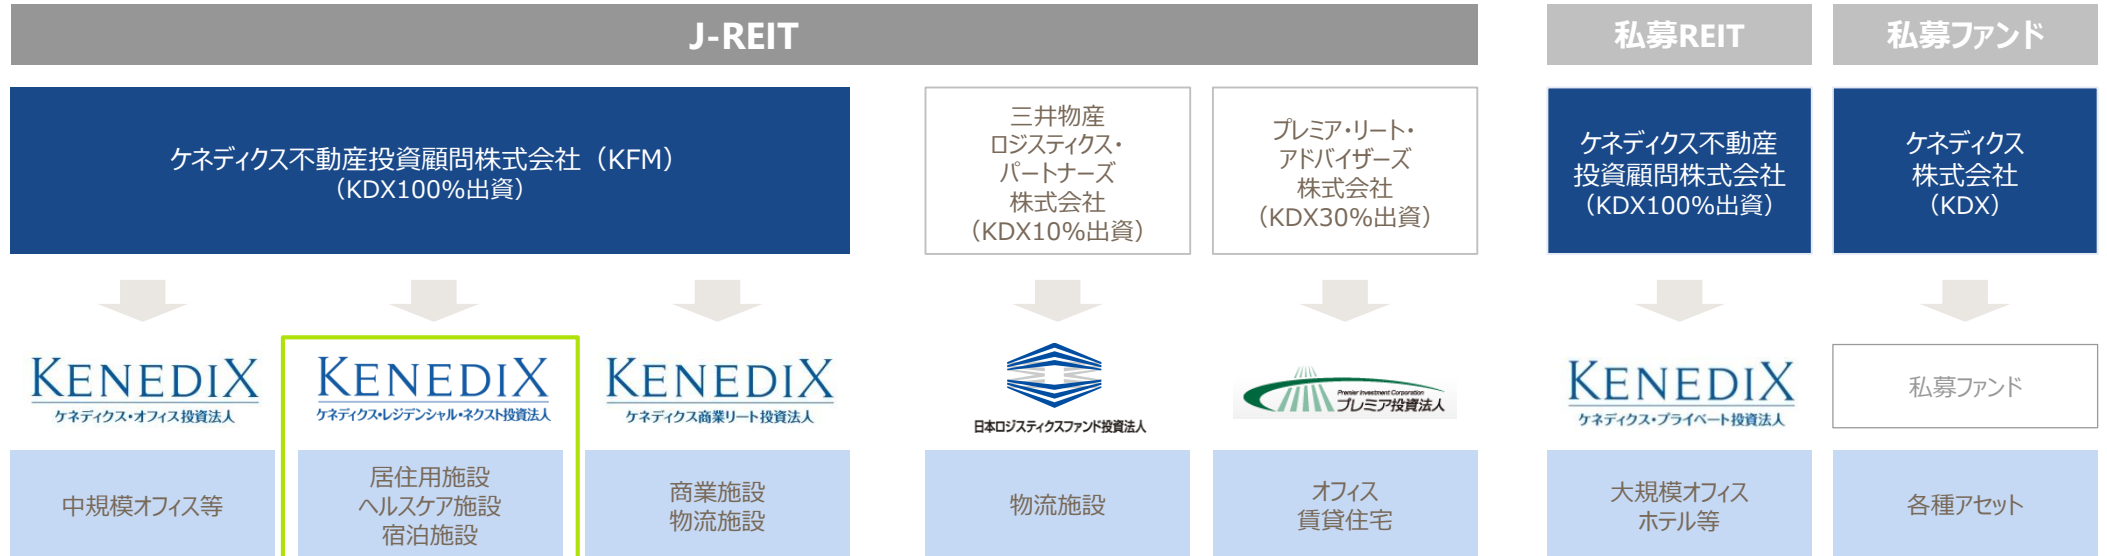 J-REIT
私募REIT
私募ファンド
ケネディクス不動産投資顧問株式会社（KFM）
（KDX100%出資）
三井物産
ロジスティクス・
パートナーズ
株式会社
（KDX10%出資）
プレミア・リート・
アドバイザーズ
株式会社
（KDX30%出資）
ケネディクス不動産
投資顧問株式会社
（KDX100%出資）
ケネディクス
株式会社
（KDX）
KENEDIX
ケネディクス・オフィス投資法人
KENEDIX
ケネディクス・レジデンシャル・ネクスト投資法人
KENEDIX
ケネディクス商業リート投資法人
日本ロジスティクスファンド投資法人
Premier Investment Corporation
プレミア投資法人
KENEDIX
ケネディクス・プライベート投資法人
私募ファンド
中規模オフィス等
居住用施設
ヘルスケア施設
宿泊施設
商業施設
物流施設
物流施設
オフィス
賃貸住宅
大規模オフィス
ホテル等
各種アセット